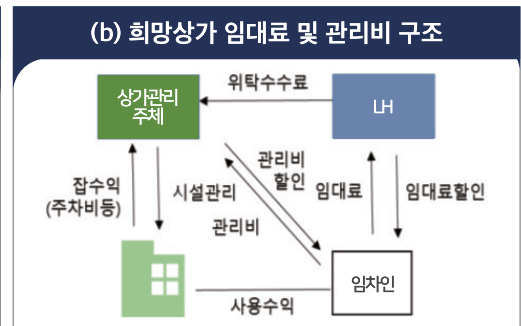 (b) 희망상가 임대료 및 관리비 구조
위탁수수료
상가관리
주체
LH
관리비
할인
잡수익
(주차비등)
시설관리
임대료
임대료할인
관리비
임차인
사용수익